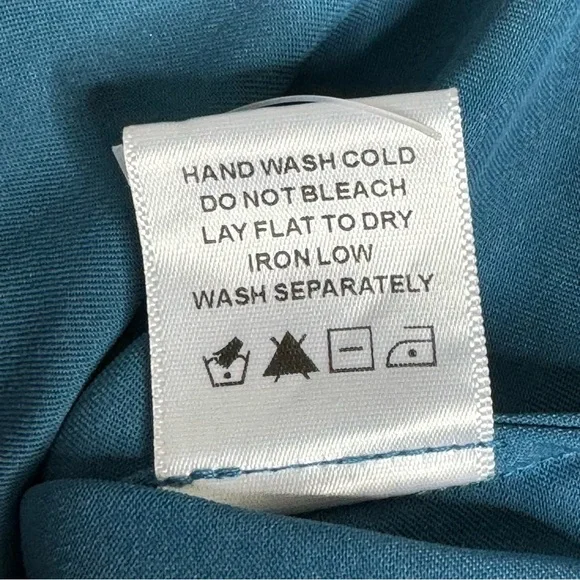 HAND WASH COLD
DO NOT BLEACH
LAY FLAT TO DRY
IRON LOW
WASH SEPARATELY